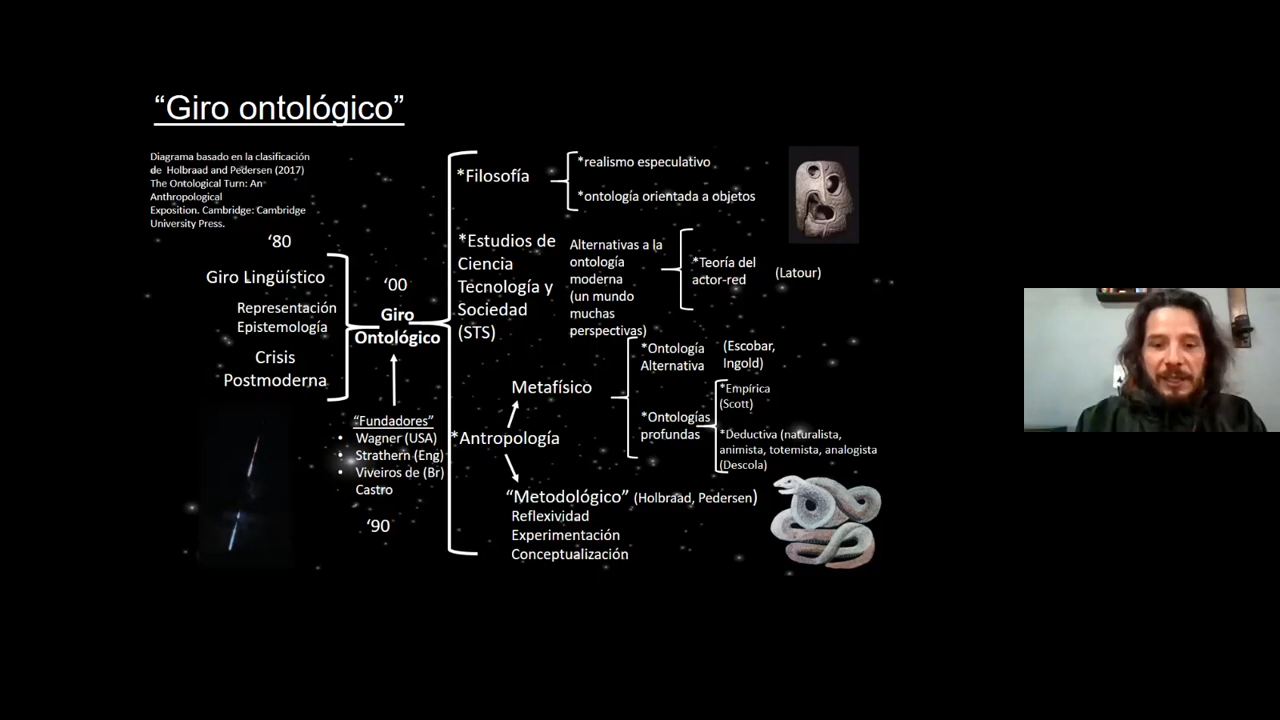 “Giro ontológico”
Diagrama basado en la clasificación
de Holbraad and Pedersen (2017)
The Ontological Turn: An
Anthropological
Exposition. Cambridge: Cambridge
University Press.
‘80
Giro Lingüístico
Representación
Epistemología
Crisis
Postmoderna
‘00
Giro
Ontológico
“Fundadores”
• Wagner (USA)
• Strathern (Eng)
• Viveiros de (Br)
Castro
‘90
*Filosofía
*realismo especulativo
*ontología orientada a objetos
*Estudios de
Ciencia
Tecnología y
Sociedad
(STS)
Alternativas a la
ontología
moderna
(un mundo
muchas
perspectivas)
*Teoría del
actor-red
(Latour)
*Antropología
Metafísico
*Ontología
Alternativa
(Escobar,
Ingold)
*Ontologías
profundas
*Empírica
(Scott)
*Deductiva (naturalista,
animista, totemista, analogista
(Descola)
“Metodológico” (Holbraad, Pedersen)
Reflexividad
Experimentación
Conceptualización